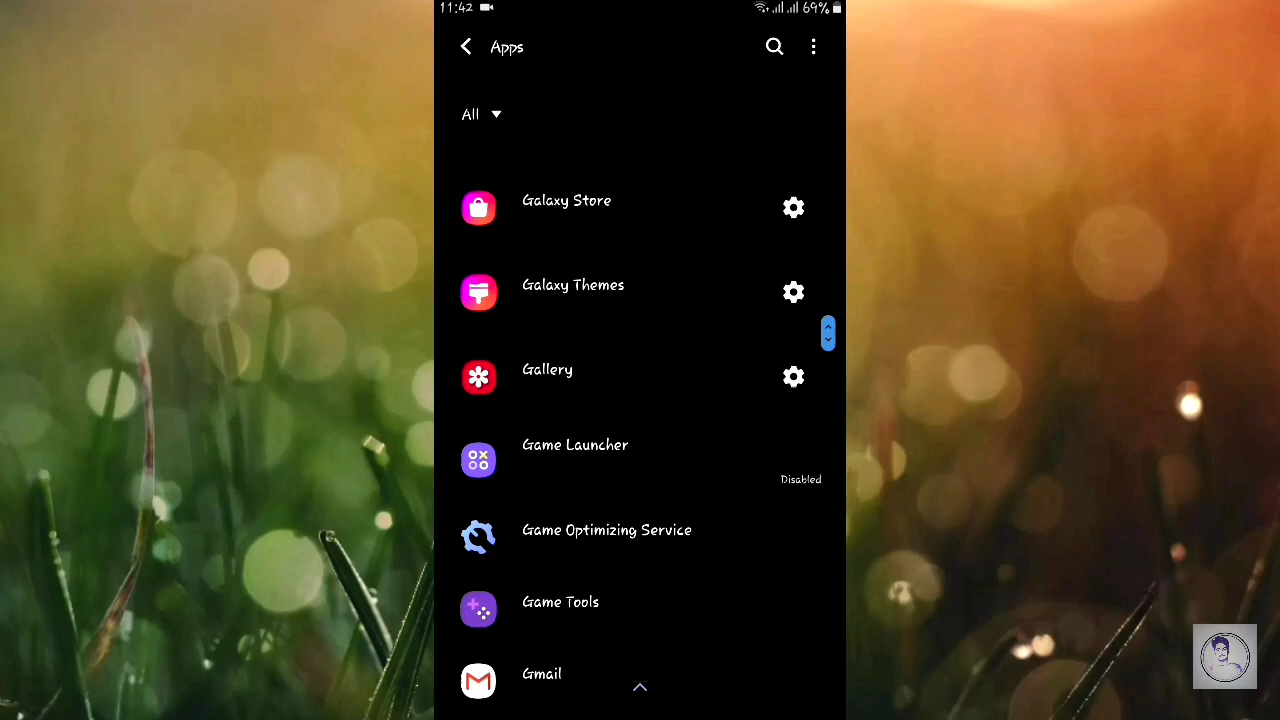 11:42 69%
Apps
All
Galaxy Store
Galaxy Themes
Gallery
Game Launcher
Disabled
Game Optimizing Service
Game Tools
Gmail